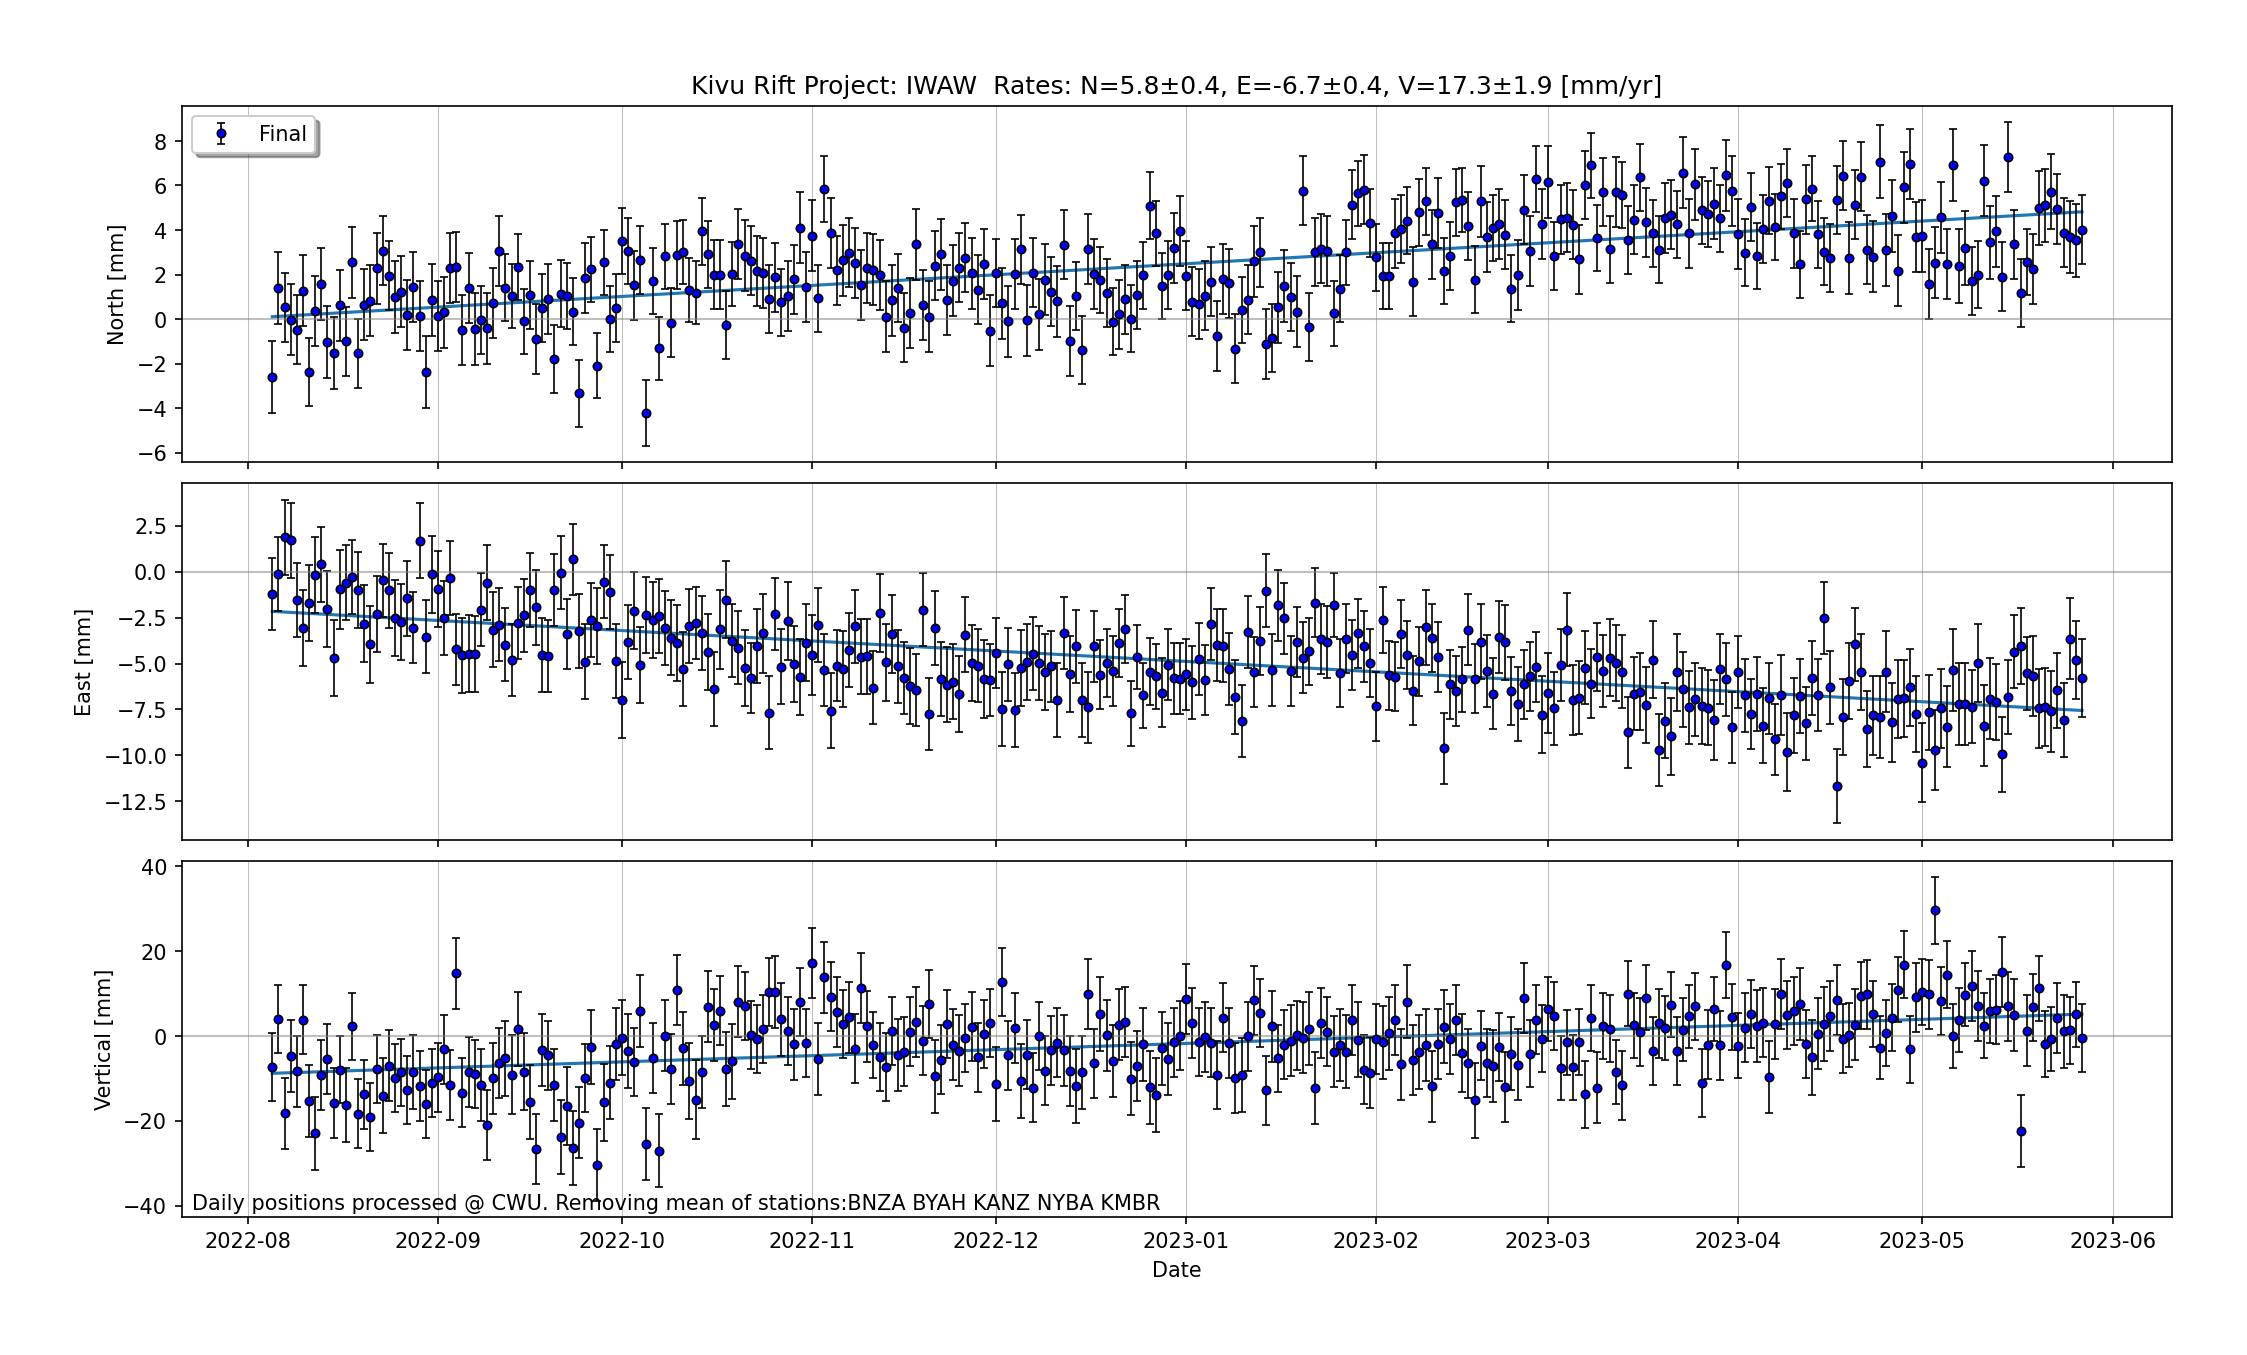 Kivu Rift Project: IWAW  Rates: N=5.8±0.4, E=-6.7±0.4, V=17.3±1.9 [mm/yr]
Final
North [mm]
8
6
4
2
0
−2
−4
−6
East [mm]
2.5
0.0
−2.5
−5.0
−7.5
−10.0
−12.5
Vertical [mm]
40
20
0
−20
−40
Daily positions processed @ CWU. Removing mean of stations:BNZA BYAH KANZ NYBA KMBR
2022-08 2022-09 2022-10 2022-11 2022-12 2023-01 2023-02 2023-03 2023-04 2023-05 2023-06
Date